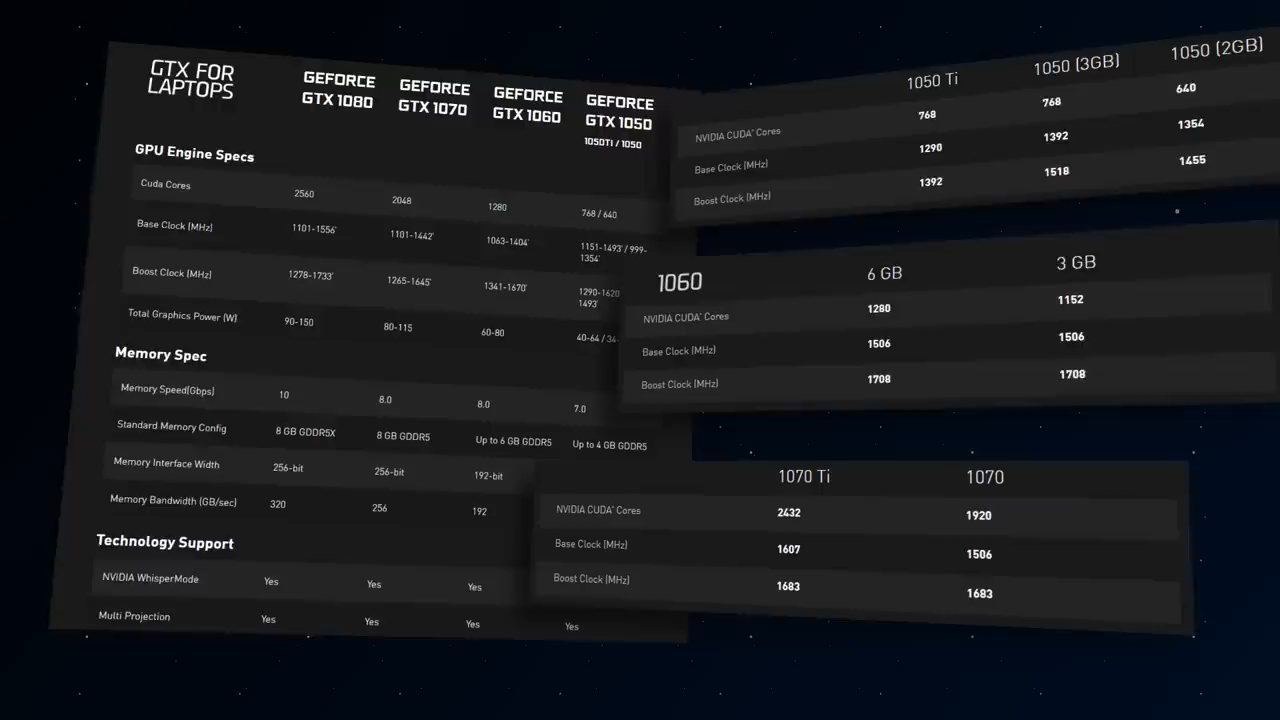 GTX FOR
LAPTOPS
GEFORCE
GTX 1080
GEFORCE
GTX 1070
GEFORCE
GTX 1060
GEFORCE
GTX 1050
1050TI / 1050
GPU Engine Specs
Cuda Cores 2560 2048 1280 768 / 640
Base Clock (MHz) 1101-1556* 1101-1442* 1063-1404* 1151-1493* / 999-
1354*
Boost Clock (MHz) 1278-1733* 1265-1645* 1341-1670* 1290-1620
1493*
Total Graphics Power (W) 90-150 80-115 60-80 40-64 / 34-
Memory Spec
Memory Speed(Gbps) 10 8.0 8.0 7.0
Standard Memory Config 8 GB GDDR5X 8 GB GDDR5 Up to 6 GB GDDR5 Up to 4 GB GDDR5
Memory Interface Width 256-bit 256-bit 192-bit
Memory Bandwidth (GB/sec) 320 256 192
Technology Support
NVIDIA WhisperMode Yes Yes Yes
Multi Projection Yes Yes Yes Yes
1050 Ti 1050 (3GB) 1050 (2GB)
NVIDIA CUDA® Cores 768 768 640
Base Clock (MHz) 1290 1392 1354
Boost Clock (MHz) 1392 1518 1455
1060 6 GB 3 GB
NVIDIA CUDA® Cores 1280 1152
Base Clock (MHz) 1506 1506
Boost Clock (MHz) 1708 1708
1070 Ti 1070
NVIDIA CUDA® Cores 2432 1920
Base Clock (MHz) 1607 1506
Boost Clock (MHz) 1683 1683